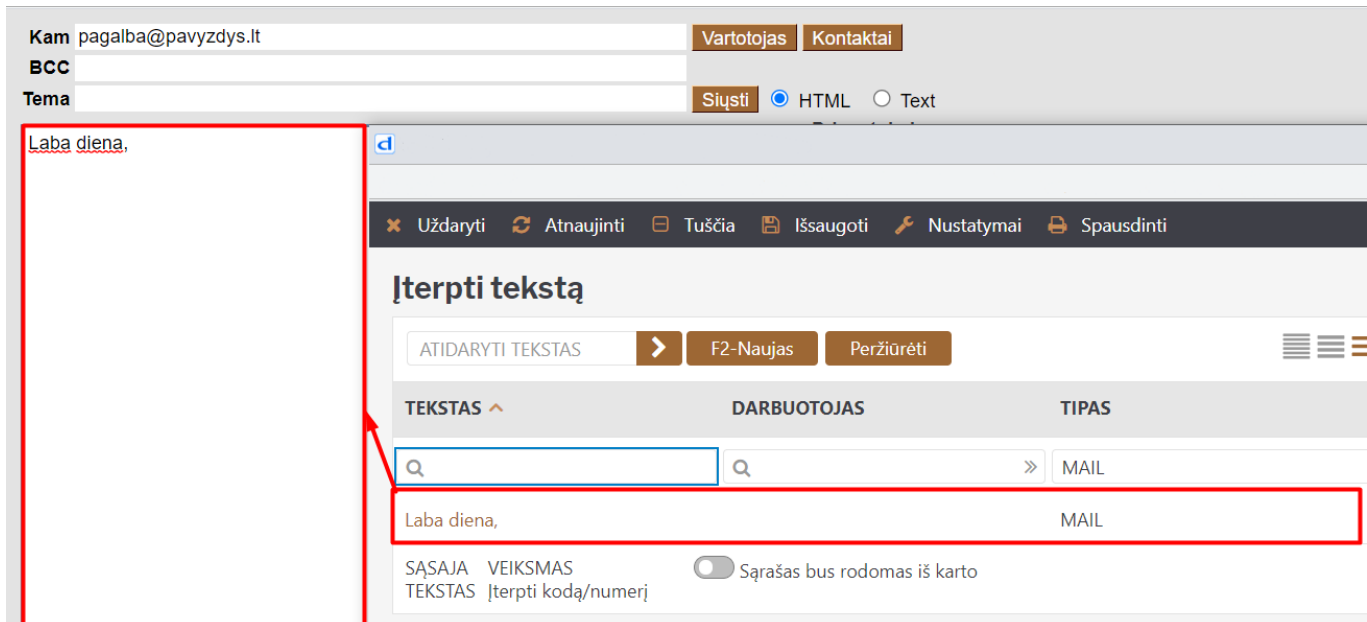 Kam pagalba@pavyzdys.lt Vartotojas Kontaktai
BCC
Tema Siųsti HTML Text
Laba diena,
Uždaryti Atnaujinti Tuščia Išsaugoti Nustatymai Spausdinti
Įterpti tekstą
ATIDARYTI TEKSTAS F2-Naujas Peržiūrėti
TEKSTAS DARBUOTOJAS TIPAS
MAIL
Laba diena, MAIL
SĄSAJA VEIKSMAS Sąrašas bus rodomas iš karto
TEKSTAS Įterpti kodą/numerį